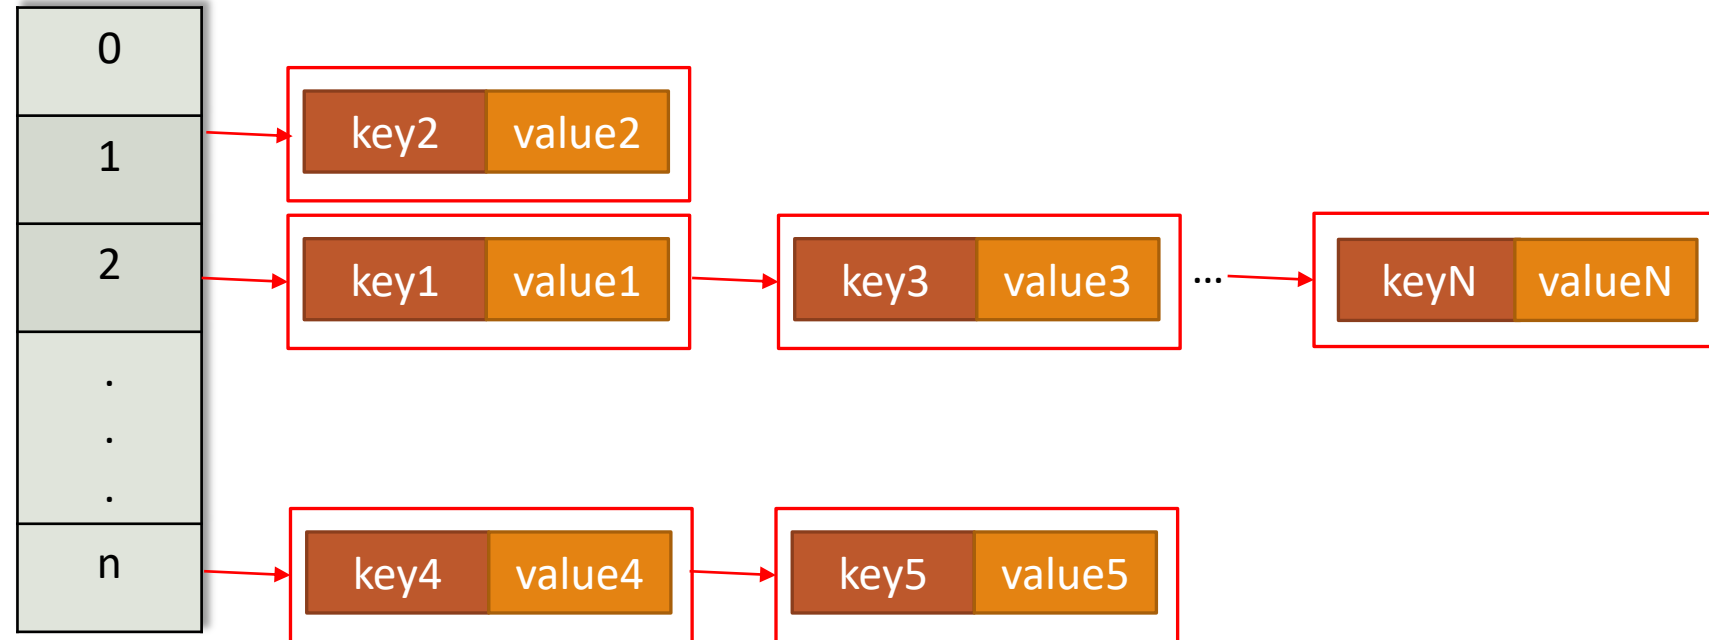 0
1
key2 value2
2
key1 value1 key3 value3 ... keyN valueN
.
.
.
n
key4 value4 key5 value5